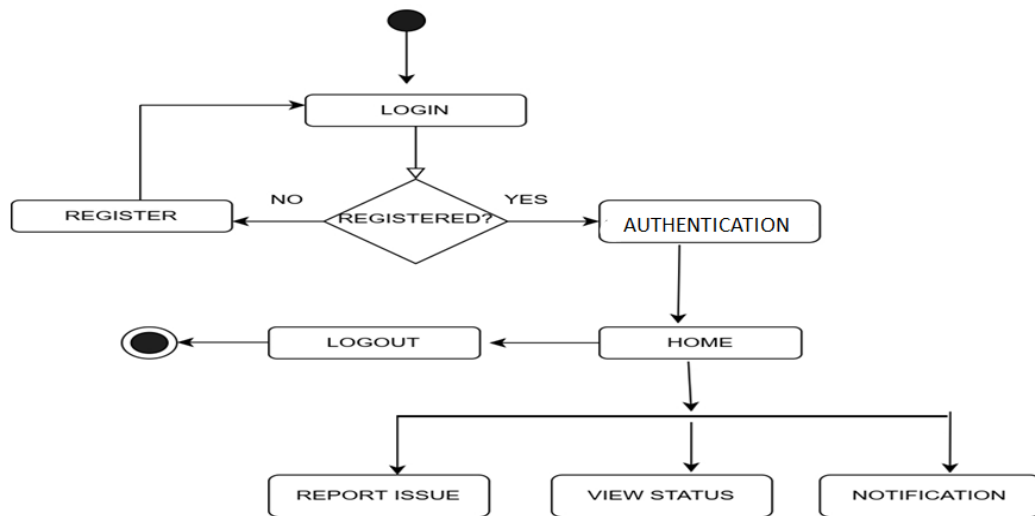 LOGIN
NO
YES
REGISTER
REGISTERED?
AUTHENTICATION
LOGOUT
HOME
REPORT ISSUE
VIEW STATUS
NOTIFICATION